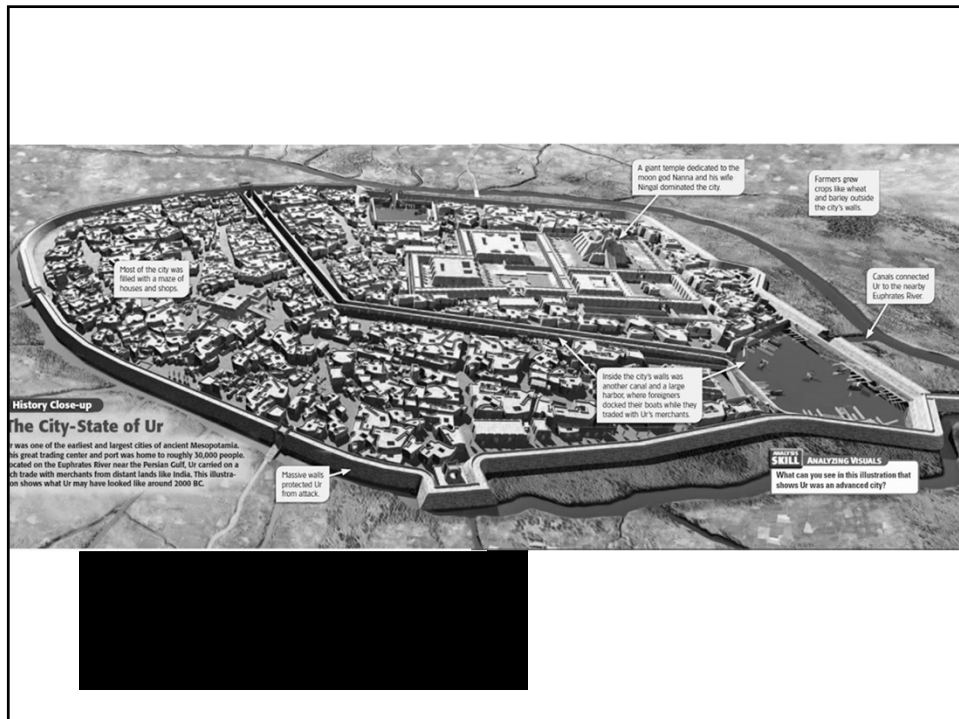 A giant temple dedicated to the
moon god Nanna and his wife
Ningal dominated the city.
Farmers grow
crops like wheat
and barley outside
the city's walls.
Most of the city was
filled with a maze of
houses and shops.
Canals connected
Ur to the nearby
Euphrates River.
Inside the city's walls was
another canal and a large
harbor, where foreigners
docked their boats while they
traded with Ur's merchants.
History Close-up
The City-State of Ur
r was one of the earliest and largest cities of ancient Mesopotamia.
his great trading center and port was home to roughly 30,000 people.
ocated on the Euphrates River near the Persian Gulf, Ur carried on a
ch trade with merchants from distant lands like India. This illustra-
on shows what Ur may have looked like around 2000 BC.
Massive walls
protected Ur
from attack.
ANALYSIS
SKILL ANALYZING VISUALS
What can you see in this illustration that
shows Ur was an advanced city?